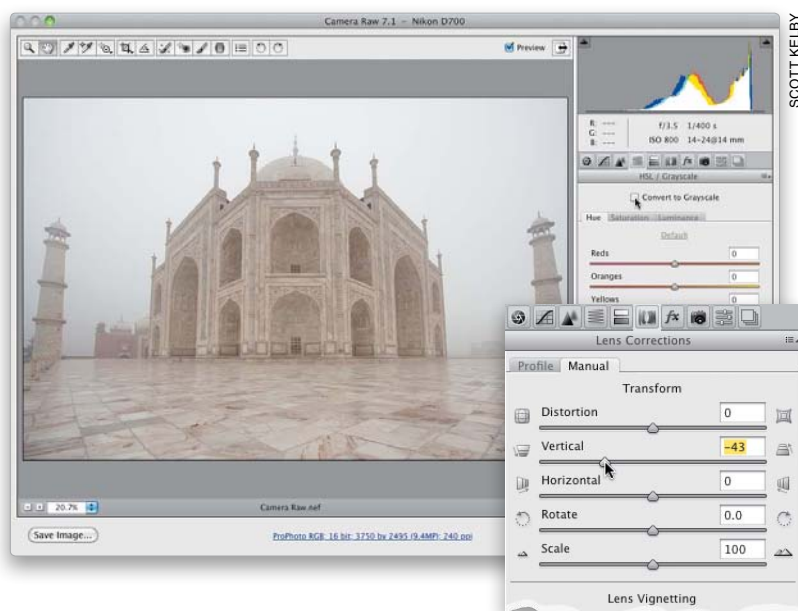 Camera Raw 7.1 – Nikon D700
SCOTT KELBY
Preview
R: ---
G: ---
B: ---
f/3.5 1/400 s
ISO 800 14-24@14 mm
HSL / Grayscale
Convert to Grayscale
Hue Saturation Luminance
Default
Reds 0
Oranges 0
Yellows 0
fx
Lens Corrections
Profile Manual
Transform
Distortion 0
Vertical -43
Horizontal 0
Rotate 0.0
Scale 100
Lens Vignetting
20.7%
Camera Raw.nef
Save Image...
ProPhoto RGB; 16 bit; 3750 by 2495 (9.4MP); 240 ppi